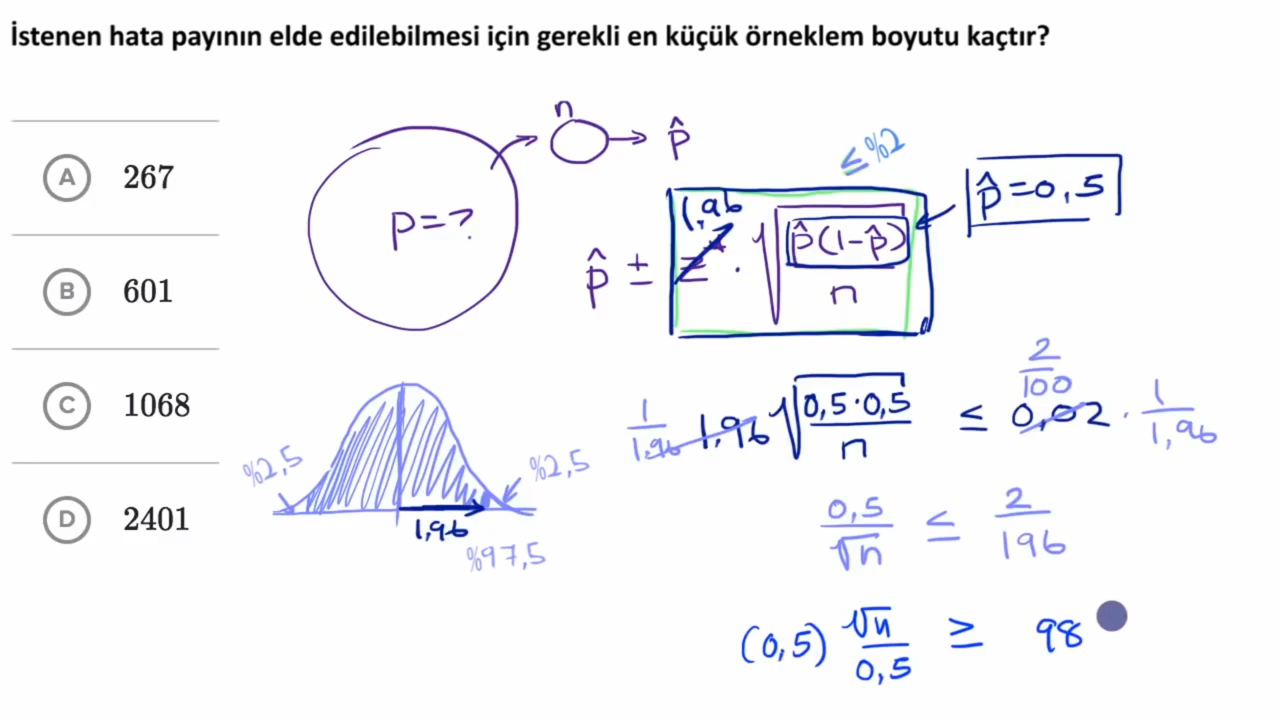 İstenen hata payının elde edilebilmesi için gerekli en küçük örneklem boyutu kaçtır?
A 267
B 601
C 1068
D 2401
n
p̂
p=?
≤%2
p̂=0,5
1,96
p̂ ± z* · √(p̂(1-p̂)/n)
1/1,96 1,96 √(0,5·0,5/n) ≤ 0,02 · 1/1,96
2/100
%2,5
%2,5
1,96
%97,5
0,5/√n ≤ 2/196
(0,5) √n/0,5 ≥ 98